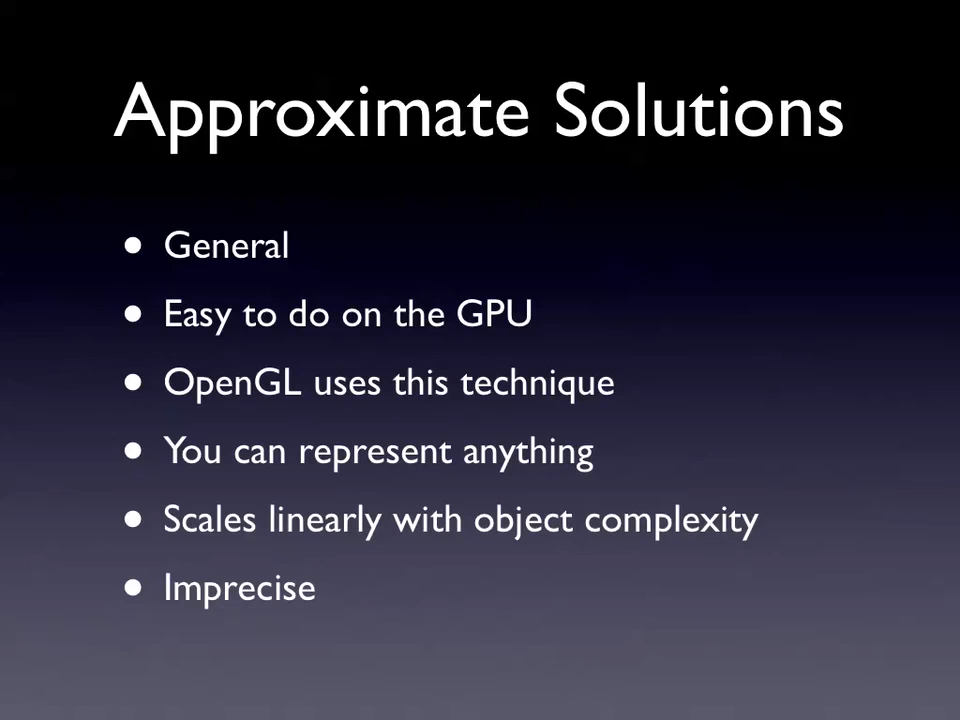 Approximate Solutions
• General
• Easy to do on the GPU
• OpenGL uses this technique
• You can represent anything
• Scales linearly with object complexity
• Imprecise